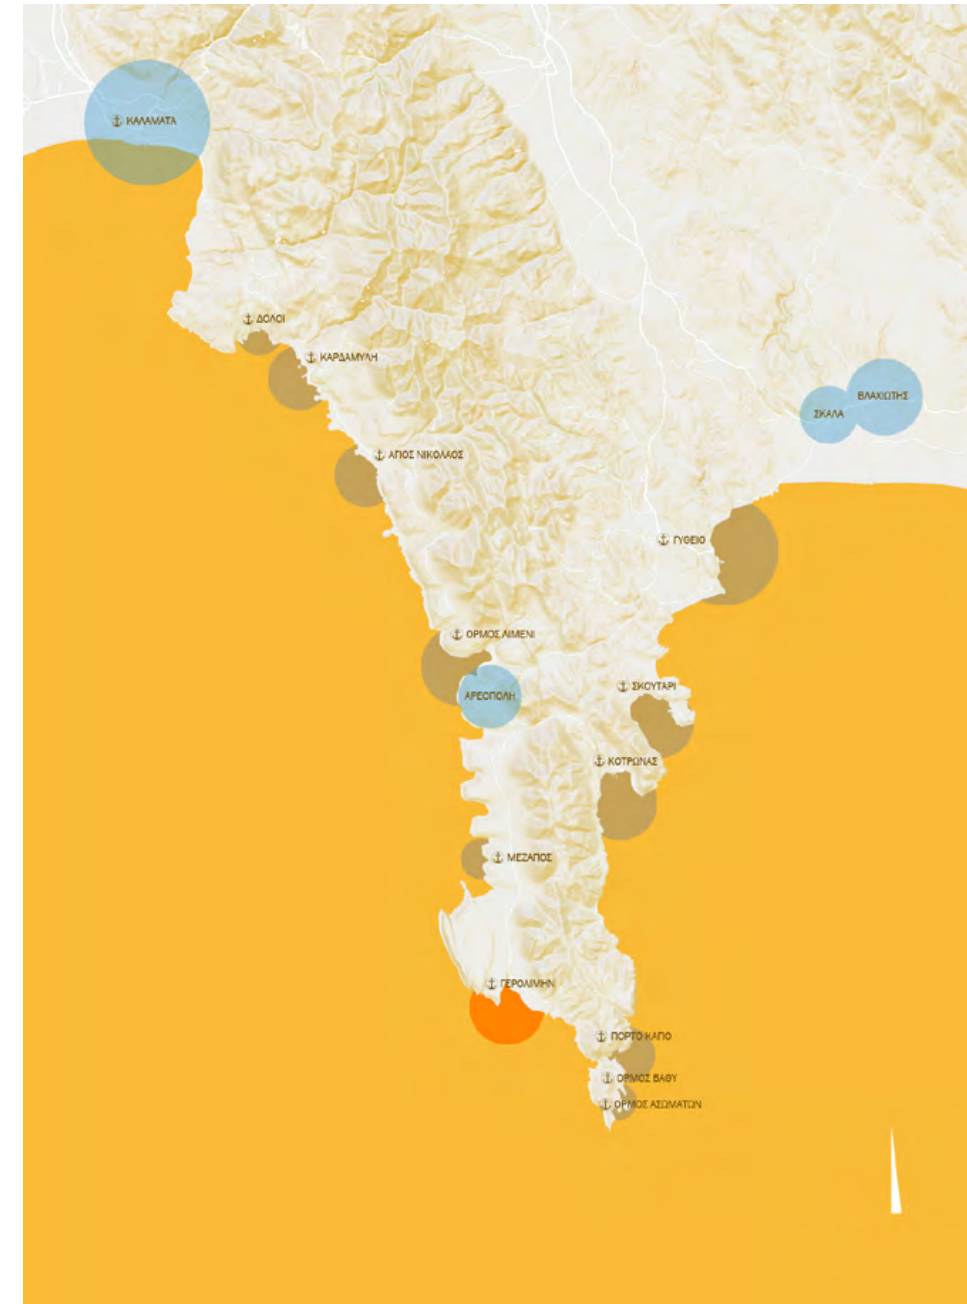 ΚΑΛΑΜΑΤΑ
ΔΟΛΟΙ
ΚΑΡΔΑΜΥΛΗ
ΒΛΑΧΙΩΤΗΣ
ΣΚΑΛΑ
ΑΓΙΟΣ ΝΙΚΟΛΑΟΣ
ΓΥΘΕΙΟ
ΟΡΜΟΣ ΛΙΜΕΝΙ
ΣΚΟΥΤΑΡΙ
ΑΡΕΟΠΟΛΗ
ΚΟΤΡΩΝΑΣ
ΜΕΖΑΠΟΣ
ΓΕΡΟΛΙΜΗΝ
ΠΟΡΤΟ ΚΑΓΙΟ
ΟΡΜΟΣ ΒΑΘΥ
ΟΡΜΟΣ ΑΣΩΜΑΤΩΝ